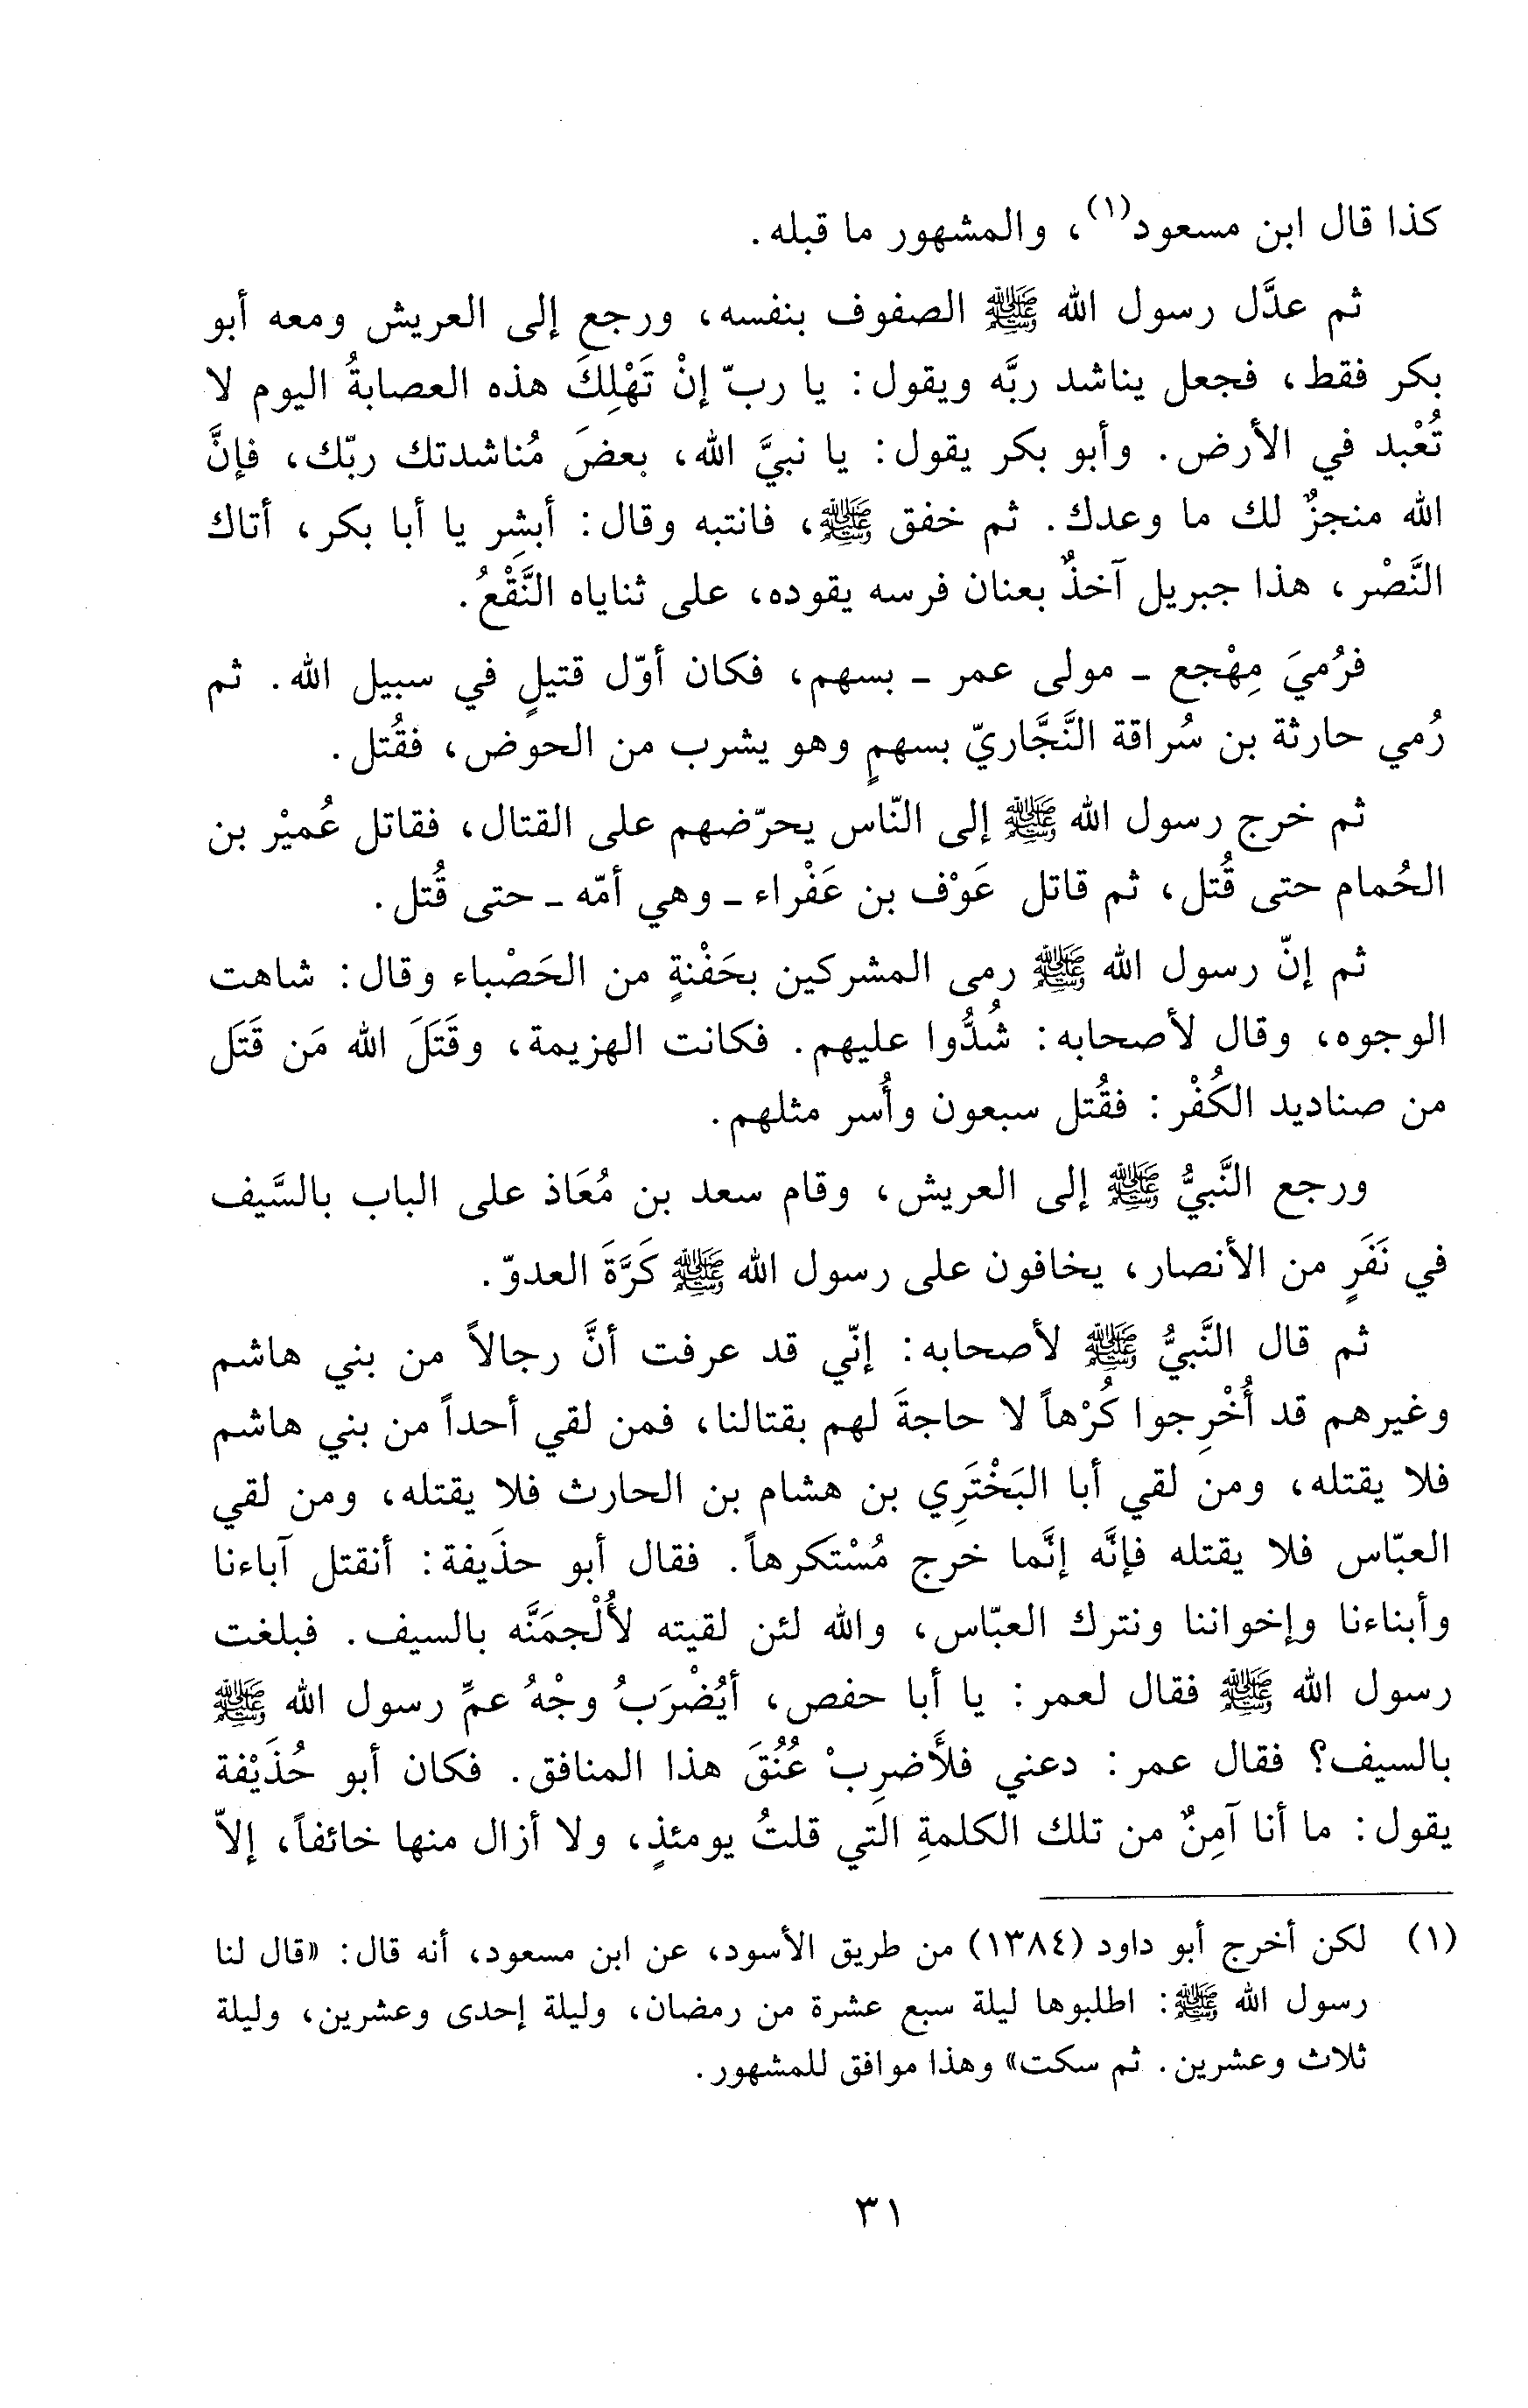 كذا قال ابن مسعود(١)، والمشهور ما قبله.
ثم عدَّل رسول الله ﷺ الصفوف بنفسه، ورجع إلى العريش ومعه أبو
بكر فقط، فجعل يناشد ربَّه ويقول: يا ربّ إنْ تَهْلِكَ هذه العصابةُ اليوم لا
تُعْبد في الأرض. وأبو بكر يقول: يا نبيَّ الله، بعضَ مُناشدتك ربّك، فإنَّ
الله منجزٌ لك ما وعدك. ثم خفق ﷺ، فانتبه وقال: أبشِر يا أبا بكر، أتاك
النَّصْر، هذا جبريل آخذٌ بعنان فرسه يقوده، على ثناياه النَّقْعُ.
فرُميَ مِهْجع - مولى عمر - بسهم، فكان أوّل قتيلٍ في سبيل الله. ثم
رُمي حارثة بن سُراقة النَّجَّاريّ بسهمٍ وهو يشرب من الحوض، فقُتل.
ثم خرج رسول الله ﷺ إلى النّاس يحرّضهم على القتال، فقاتل عُميْر بن
الحُمام حتى قُتل، ثم قاتل عَوْف بن عَفْراء - وهي أمّه - حتى قُتل.
ثم إنّ رسول الله ﷺ رمى المشركين بحَفْنةٍ من الحَصْباء وقال: شاهت
الوجوه، وقال لأصحابه: شُدُّوا عليهم. فكانت الهزيمة، وقَتَلَ الله مَن قَتَل
من صناديد الكُفْر: فقُتل سبعون وأُسر مثلهم.
ورجع النَّبيُّ ﷺ إلى العريش، وقام سعد بن مُعَاذ على الباب بالسَّيف
في نَفَرٍ من الأنصار، يخافون على رسول الله ﷺ كَرَّةَ العدوّ.
ثم قال النَّبيُّ ﷺ لأصحابه: إنّي قد عرفت أنَّ رجالاً من بني هاشم
وغيرهم قد أُخْرِجوا كُرْهاً لا حاجةَ لهم بقتالنا، فمن لقي أحداً من بني هاشم
فلا يقتله، ومن لقي أبا البَخْتَرِي بن هشام بن الحارث فلا يقتله، ومن لقي
العبّاس فلا يقتله فإنَّه إنَّما خرج مُسْتكرهاً. فقال أبو حذَيفة: أنقتل آباءنا
وأبناءنا وإخواننا ونترك العبّاس، والله لئن لقيته لأُلْجمَنَّه بالسيف. فبلغت
رسول الله ﷺ فقال لعمر: يا أبا حفص، أيُضْرَبُ وجْهُ عمِّ رسول الله ﷺ
بالسيف؟ فقال عمر: دعني فلأَضرِبْ عُنُقَ هذا المنافق. فكان أبو حُذَيْفة
يقول: ما أنا آمِنٌ من تلك الكلمةِ التي قلتُ يومئذٍ، ولا أزال منها خائفاً، إلاّ
(١) لكن أخرج أبو داود (١٣٨٤) من طريق الأسود، عن ابن مسعود، أنه قال: «قال لنا
رسول الله ﷺ: اطلبوها ليلة سبع عشرة من رمضان، وليلة إحدى وعشرين، وليلة
ثلاث وعشرين. ثم سكت» وهذا موافق للمشهور.
٣١